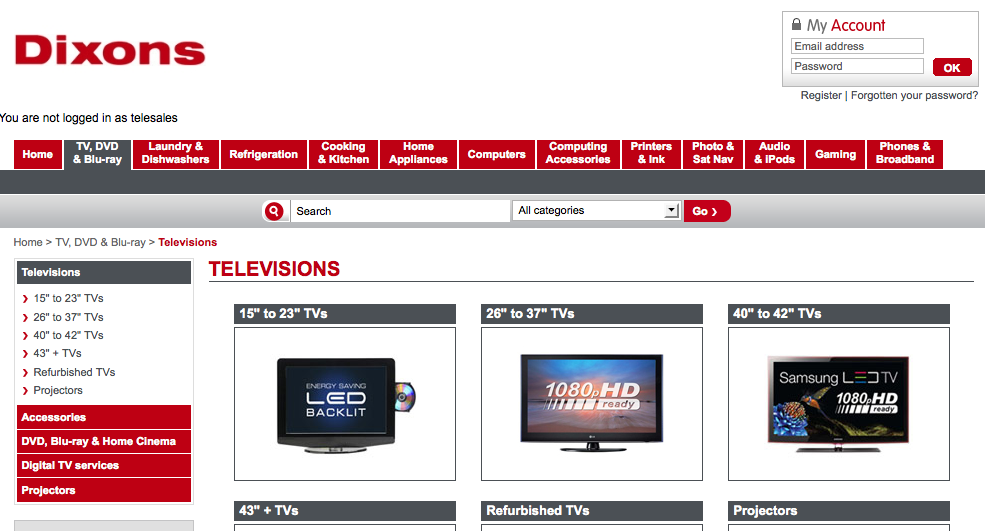 Dixons
My Account
Email address
Password
OK
Register | Forgotten your password?
You are not logged in as telesales
Home
TV, DVD
& Blu-ray
Laundry &
Dishwashers
Refrigeration
Cooking
& Kitchen
Home
Appliances
Computers
Computing
Accessories
Printers
& Ink
Photo &
Sat Nav
Audio
& iPods
Gaming
Phones &
Broadband
Search
All categories
Go ›
Home > TV, DVD & Blu-ray > Televisions
Televisions
15" to 23" TVs
26" to 37" TVs
40" to 42" TVs
43" + TVs
Refurbished TVs
Projectors
Accessories
DVD, Blu-ray & Home Cinema
Digital TV services
Projectors
TELEVISIONS
15" to 23" TVs
ENERGY SAVING
LED
BACKLIT
26" to 37" TVs
1080pHD
ready
40" to 42" TVs
Samsung LED TV
1080pHD
ready
43" + TVs
Refurbished TVs
Projectors